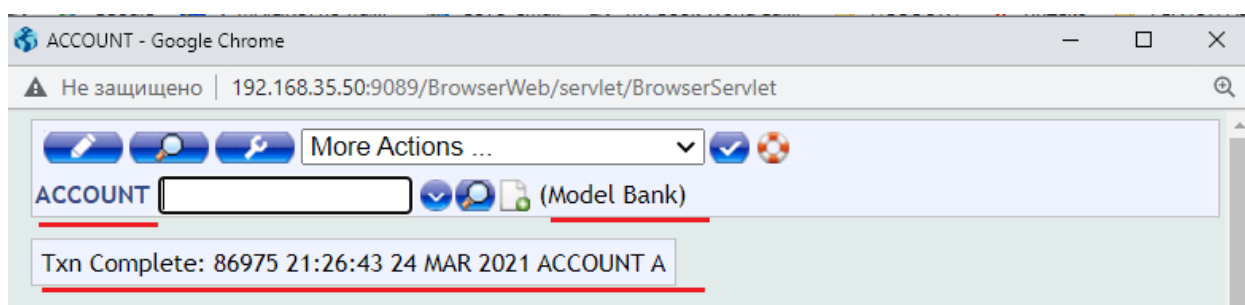 ACCOUNT - Google Chrome
Не защищено | 192.168.35.50:9089/BrowserWeb/servlet/BrowserServlet
More Actions ...
ACCOUNT (Model Bank)
Txn Complete: 86975 21:26:43 24 MAR 2021 ACCOUNT A